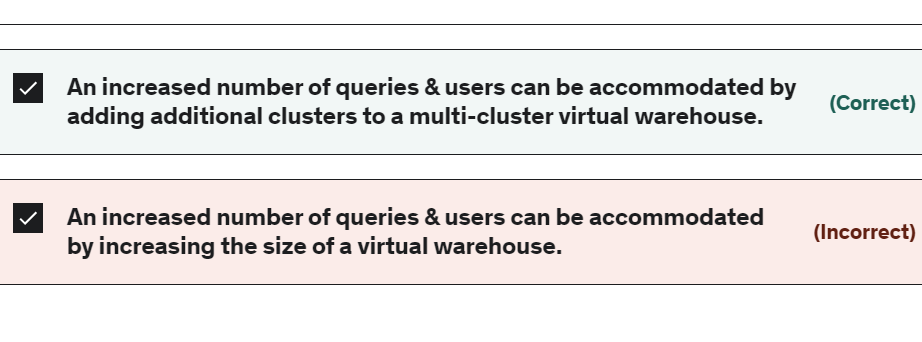 An increased number of queries & users can be accommodated by
adding additional clusters to a multi-cluster virtual warehouse.
(Correct)
An increased number of queries & users can be accommodated
by increasing the size of a virtual warehouse.
(Incorrect)